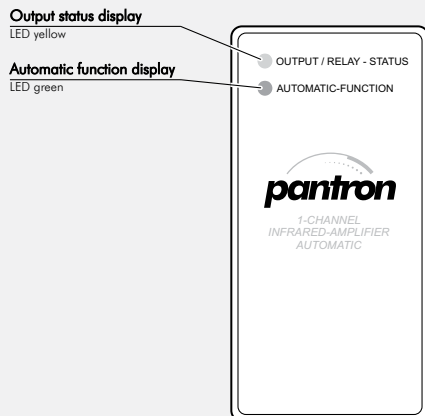 Output status display
LED yellow
Automatic function display
LED green
OUTPUT / RELAY - STATUS
AUTOMATIC-FUNCTION
pantron
1-CHANNEL
INFRARED-AMPLIFIER
AUTOMATIC